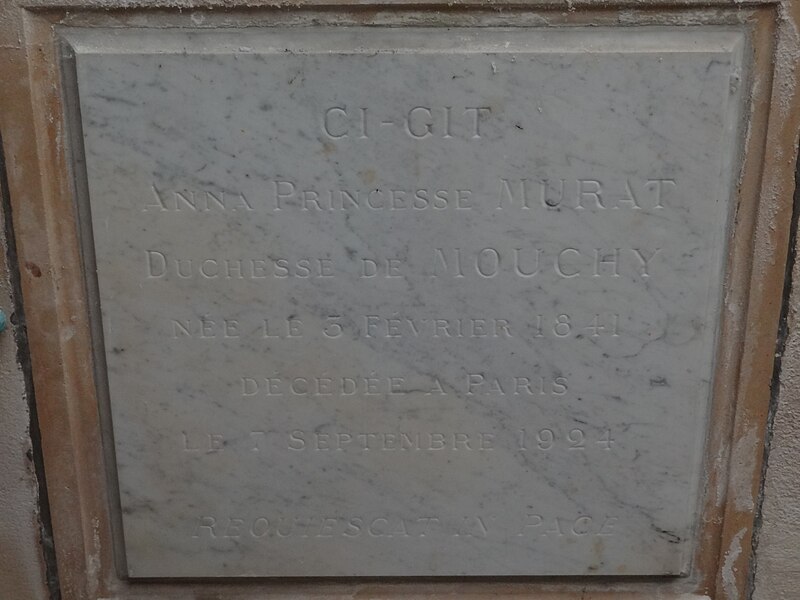 CI-GIT
ANNA PRINCESSE MURAT
DUCHESSE DE MOUCHY
NÉE LE 3 FÉVRIER 1841
DÉCÉDÉE A PARIS
LE 7 SEPTEMBRE 1924
REQUIESCAT IN PACE